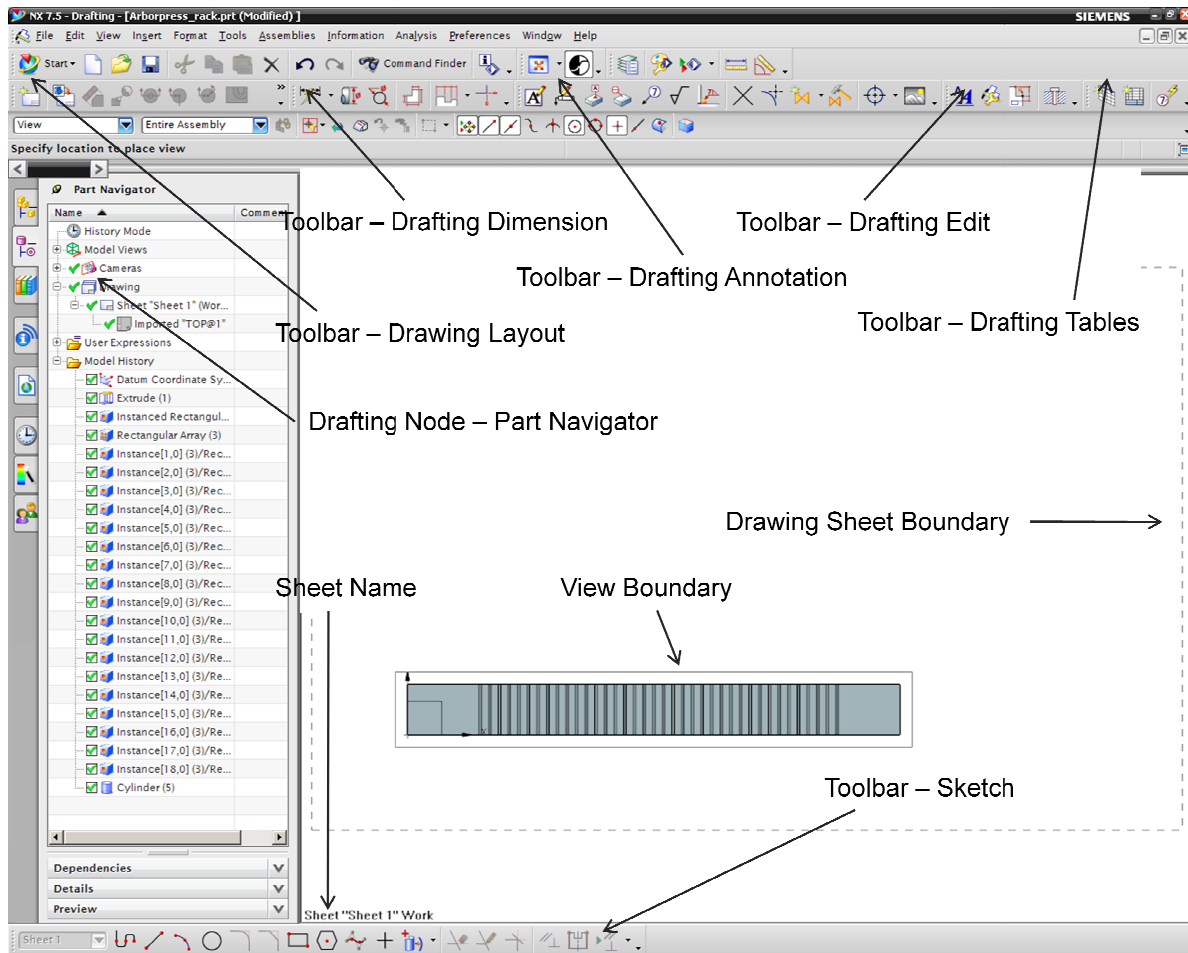 NX 7.5 - Drafting - [Arborpress_rack.prt (Modified) ]
SIEMENS
File Edit View Insert Format Tools Assemblies Information Analysis Preferences Window Help
Start
Command Finder
View
Entire Assembly
Specify location to place view
Part Navigator
Name
Comment
History Mode
Model Views
Cameras
Drawing
Sheet "Sheet 1" (Wor...
Imported "TOP@1"
User Expressions
Model History
Datum Coordinate Sy...
Extrude (1)
Instanced Rectangul...
Rectangular Array (3)
Instance[1,0] (3)/Rec...
Instance[2,0] (3)/Rec...
Instance[3,0] (3)/Rec...
Instance[4,0] (3)/Rec...
Instance[5,0] (3)/Rec...
Instance[6,0] (3)/Rec...
Instance[7,0] (3)/Rec...
Instance[8,0] (3)/Rec...
Instance[9,0] (3)/Rec...
Instance[10,0] (3)/Re...
Instance[11,0] (3)/Re...
Instance[12,0] (3)/Re...
Instance[13,0] (3)/Re...
Instance[14,0] (3)/Re...
Instance[15,0] (3)/Re...
Instance[16,0] (3)/Re...
Instance[17,0] (3)/Re...
Instance[18,0] (3)/Re...
Cylinder (5)
Dependencies
Details
Preview
Toolbar – Drafting Dimension
Toolbar – Drafting Edit
Toolbar – Drafting Annotation
Toolbar – Drawing Layout
Toolbar – Drafting Tables
Drafting Node – Part Navigator
Drawing Sheet Boundary
Sheet Name
View Boundary
X
Toolbar – Sketch
Sheet "Sheet 1" Work
Sheet 1